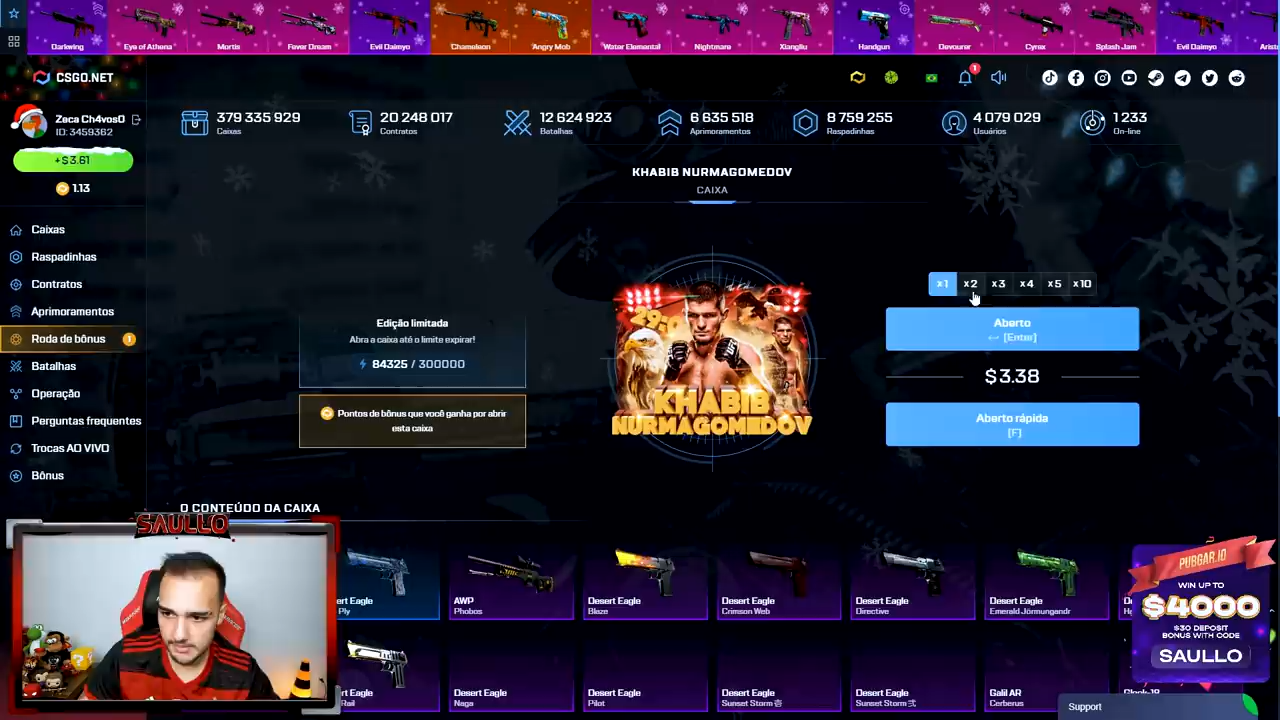 Darkwing
Eye of Athena
Mortis
Fever Dream
Evil Daimyo
Chameleon
Angry Mob
Water Elemental
Nightmare
Xiangliu
Handgun
Devourer
Cyrex
Splash Jam
Evil Daimyo
CSGO.NET
1
379 335 929
Caixas
20 248 017
Contratos
12 624 923
Batalhas
6 635 518
Aprimoramentos
8 759 255
Raspadinhas
4 079 029
Usuários
1 233
On-line
Zeca Ch4vos0
ID: 3459362
+$3.61
1.13
Caixas
Raspadinhas
Contratos
Aprimoramentos
Roda de bônus
1
Batalhas
Operação
Perguntas frequentes
Trocas AO VIVO
Bônus
KHABIB NURMAGOMEDOV
CAIXA
Edição limitada
Abra a caixa até o limite expirar!
84325 / 300000
Pontos de bônus que você ganha por abrir
esta caixa
29:0
UFC
KHABIB
NURMAGOMEDOV
x1
x2
x3
x4
x5
x10
Aberto
[Enter]
$3.38
Aberto rápida
[F]
O CONTEÚDO DA CAIXA
SAULLO
AWP
Phobos
Desert Eagle
Blaze
Desert Eagle
Crimson Web
Desert Eagle
Directive
Desert Eagle
Emerald Jörmungandr
Desert Eagle
Naga
Desert Eagle
Pilot
Desert Eagle
Sunset Storm 壱
Desert Eagle
Sunset Storm 弐
Galil AR
Cerberus
PUBGAR.IO
WIN UP TO
$4000
$30 DEPOSIT
BONUS WITH CODE
SAULLO
Support